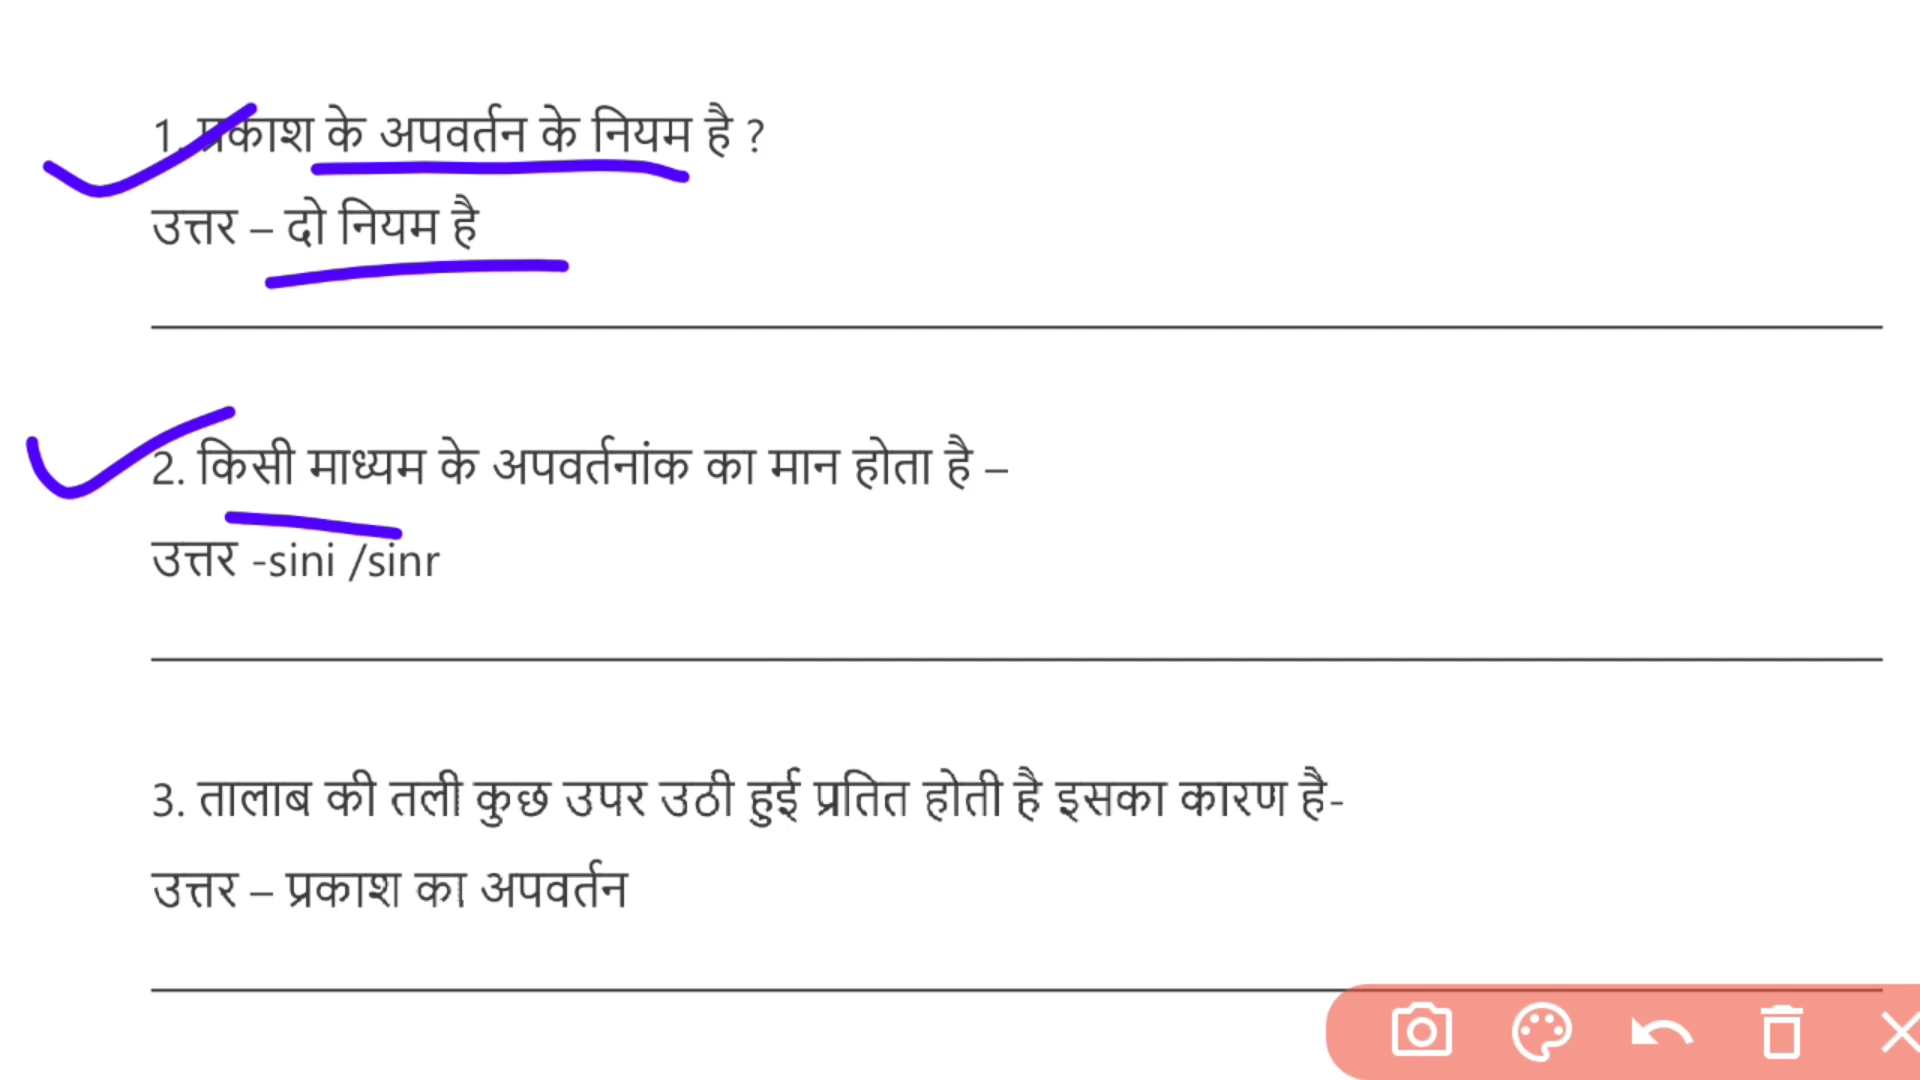 1. प्रकाश के अपवर्तन के नियम है ?
उत्तर – दो नियम है
2. किसी माध्यम के अपवर्तनांक का मान होता है –
उत्तर -sini /sinr
3. तालाब की तली कुछ उपर उठी हुई प्रतित होती है इसका कारण है-
उत्तर – प्रकाश का अपवर्तन